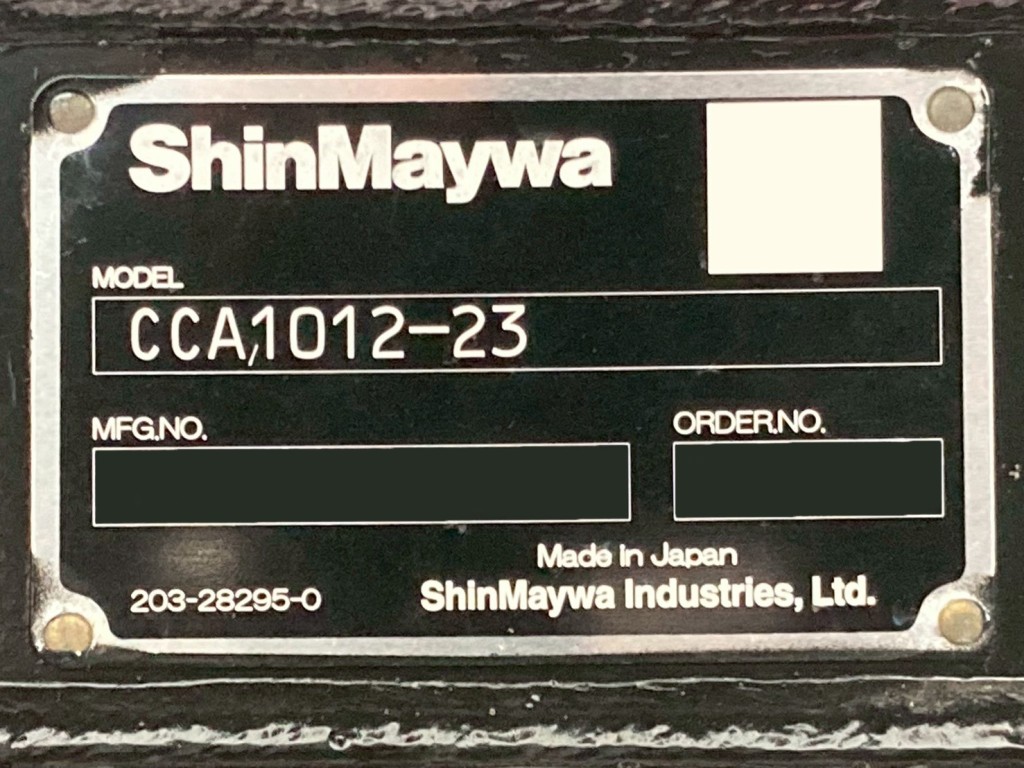 ShinMaywa
MODEL
CCA1012-23
MFG.NO. ORDER.NO.
Made in Japan
203-28295-0 ShinMaywa Industries, Ltd.